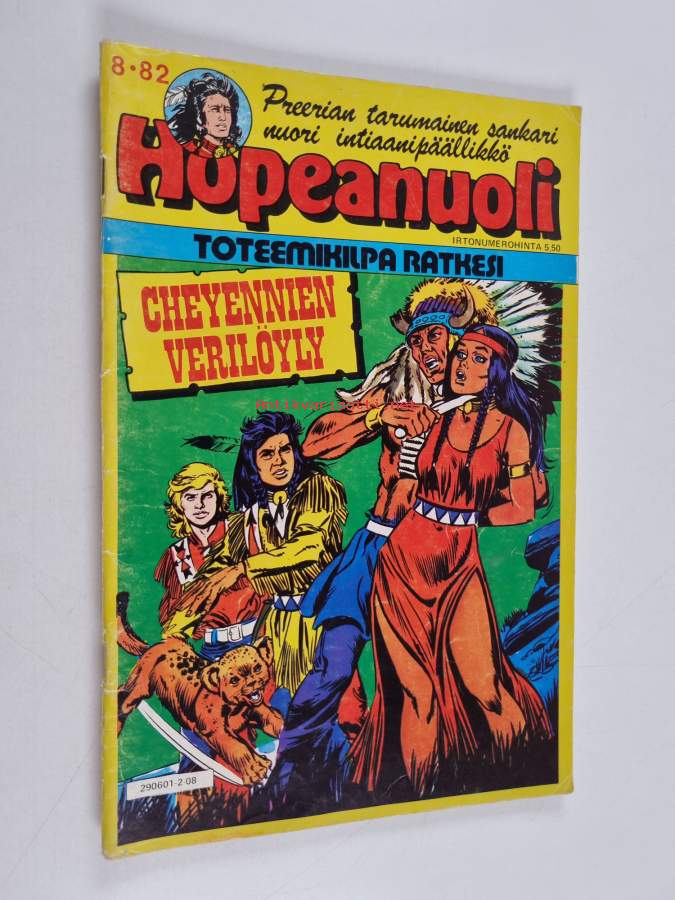 8•82
Preerian tarumainen sankari
nuori intiaanipäällikkö
Hopeanuoli
IRTONUMEROHINTA 5,50
TOTEEMIKILPA RATKESI
CHEYENNIEN
VERILÖYLY
290601-2-08